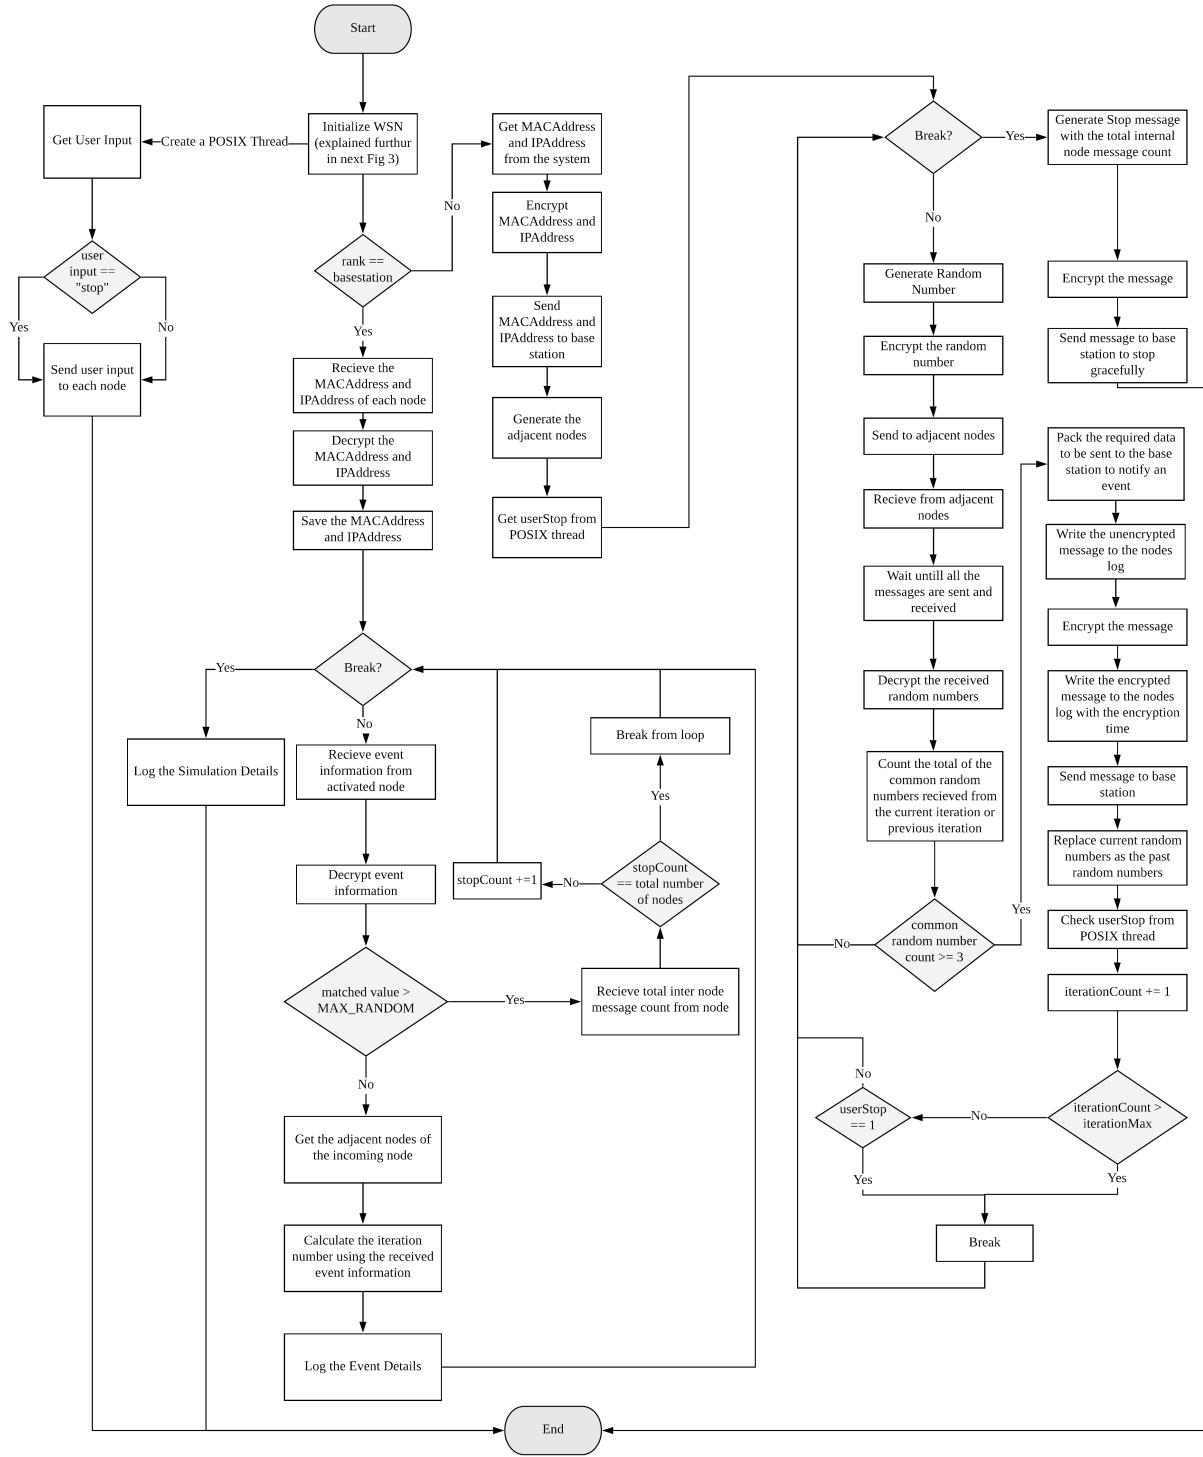 Start
Get User Input
Create a POSIX Thread
Initialize WSN
(explained furthur
in next Fig 3)
user
input ==
"stop"
Yes
No
Send user input
to each node
rank ==
basestation
No
Yes
Recieve the
MACAddress and
IPAddress of each node
Decrypt the
MACAddress and
IPAddress
Save the MACAddress
and IPAddress
Get MACAddress
and IPAddress
from the system
Encrypt
MACAddress and
IPAddress
Send
MACAddress and
IPAddress to base
station
Generate the
adjacent nodes
Get userStop from
POSIX thread
Break?
Yes
No
Log the Simulation Details
Recieve event
information from
activated node
Decrypt event
information
matched value >
MAX_RANDOM
Yes
No
Recieve total inter node
message count from node
stopCount
== total number
of nodes
Yes
No
Break from loop
stopCount +=1
Get the adjacent nodes of
the incoming node
Calculate the iteration
number using the received
event information
Log the Event Details
Break?
Yes
No
Generate Stop message
with the total internal
node message count
Encrypt the message
Send message to base
station to stop
gracefully
Generate Random
Number
Encrypt the random
number
Send to adjacent nodes
Recieve from adjacent
nodes
Wait untill all the
messages are sent and
received
Decrypt the received
random numbers
Count the total of the
common random
numbers recieved from
the current iteration or
previous iteration
common
random number
count >= 3
No
Yes
Pack the required data
to be sent to the base
station to notify an
event
Write the unencrypted
message to the nodes
log
Encrypt the message
Write the encrypted
message to the nodes
log with the encryption
time
Send message to base
station
Replace current random
numbers as the past
random numbers
Check userStop from
POSIX thread
iterationCount += 1
iterationCount >
iterationMax
No
Yes
userStop
== 1
No
Yes
Break
End